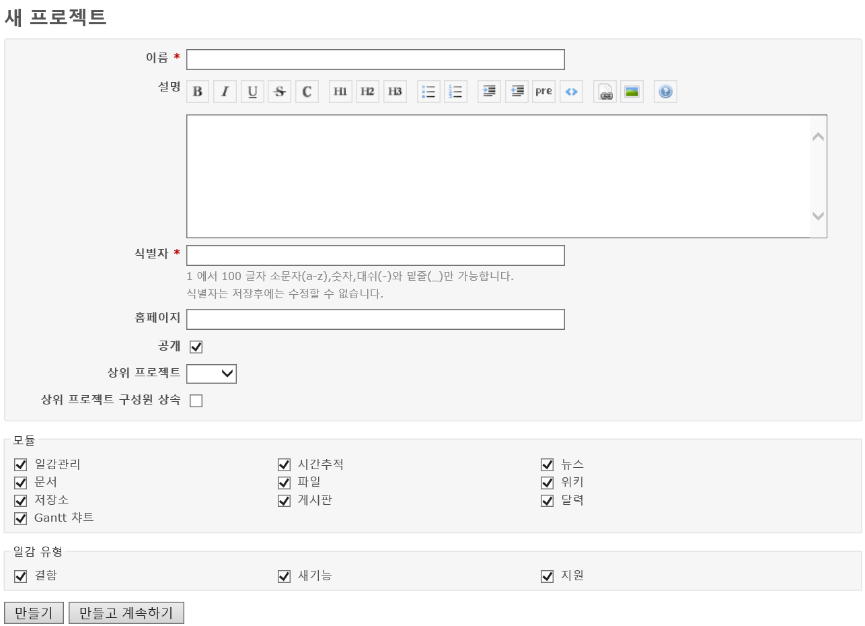 새 프로젝트
이름 *
설명 B I U S C H1 H2 H3 pre <>
식별자 *
1 에서 100 글자 소문자(a-z),숫자,대쉬(-)와 밑줄(_)만 가능합니다.
식별자는 저장후에는 수정할 수 없습니다.
홈페이지
공개
상위 프로젝트
상위 프로젝트 구성원 상속
모듈
일감관리 시간추적 뉴스
문서 파일 위키
저장소 게시판 달력
Gantt 챠트
일감 유형
결함 새기능 지원
만들기 만들고 계속하기